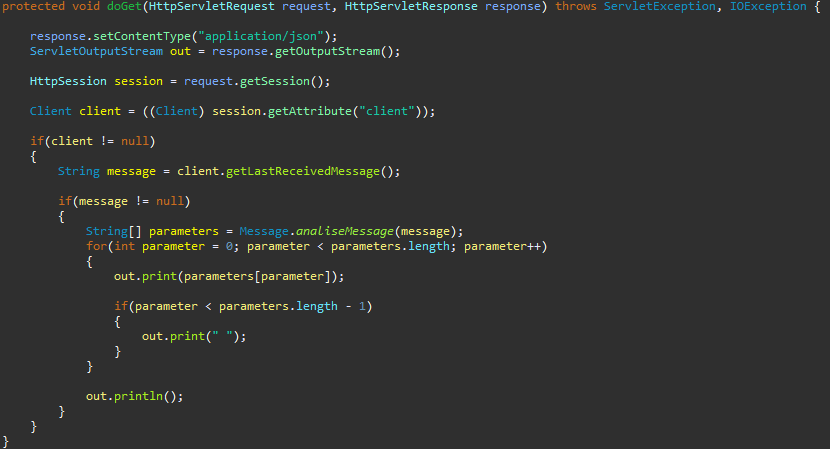 protected void doGet(HttpServletRequest request, HttpServletResponse response) throws ServletException, IOException {
response.setContentType("application/json");
ServletOutputStream out = response.getOutputStream();
HttpSession session = request.getSession();
Client client = ((Client) session.getAttribute("client"));
if(client != null)
{
String message = client.getLastReceivedMessage();
if(message != null)
{
String[] parameters = Message.analiseMessage(message);
for(int parameter = 0; parameter < parameters.length; parameter++)
{
out.print(parameters[parameter]);
if(parameter < parameters.length - 1)
{
out.print(" ");
}
}
out.println();
}
}
}